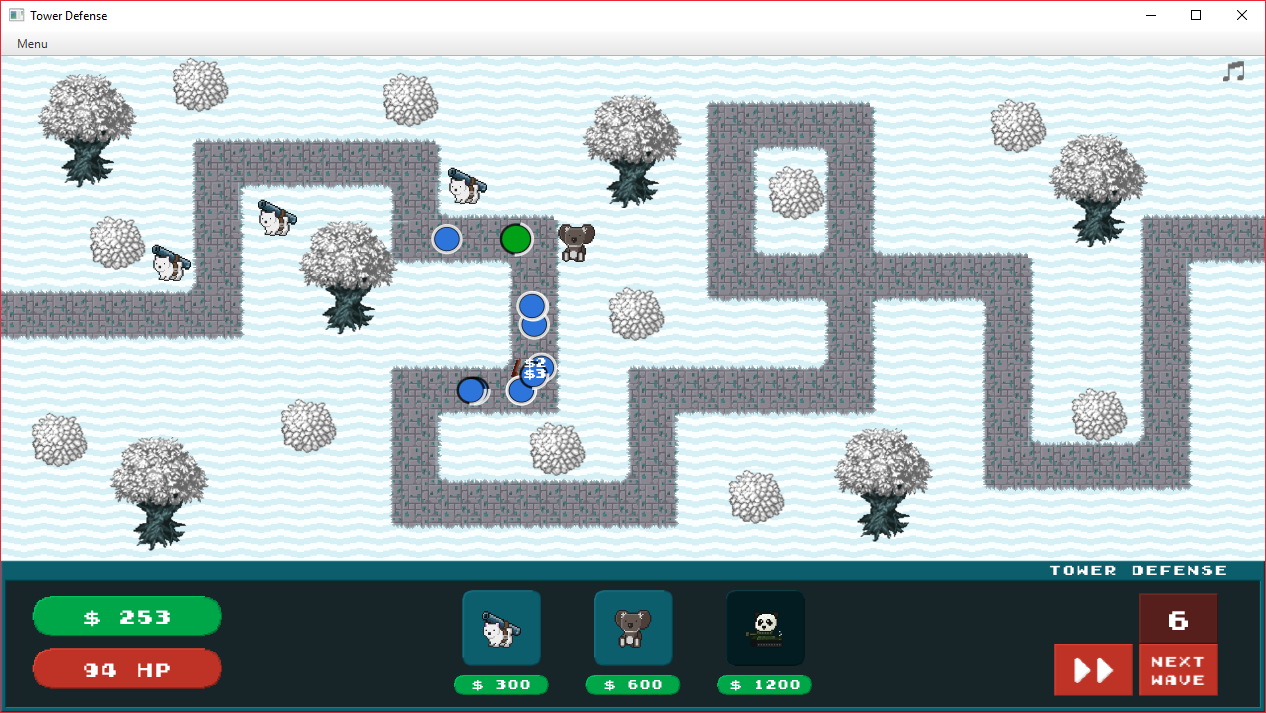 Tower Defense
Menu
$2
$3
TOWER DEFENSE
$ 253
94 HP
$ 300
$ 600
$ 1200
6
NEXT
WAVE